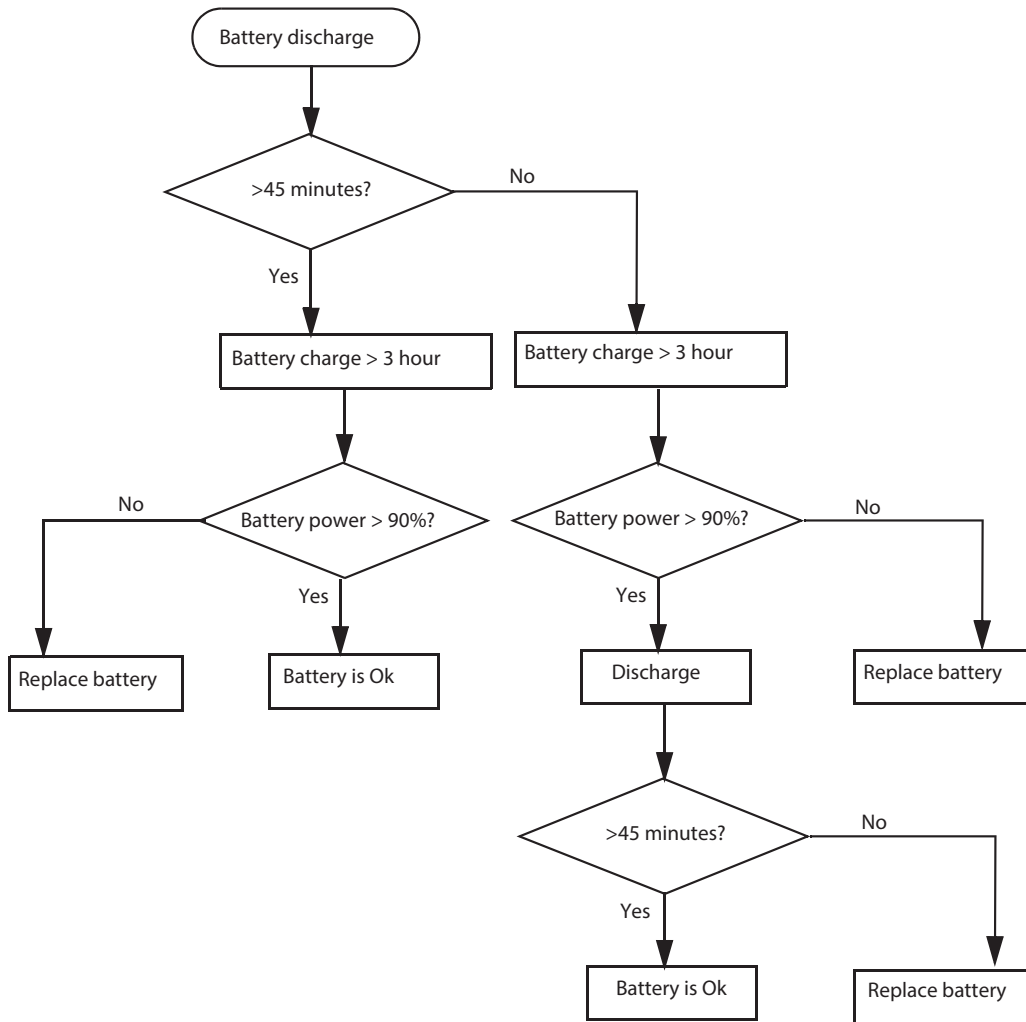 Battery discharge
>45 minutes?
No
Yes
Battery charge > 3 hour
Battery charge > 3 hour
No
Battery power > 90%?
Battery power > 90%?
No
Yes
Yes
Replace battery
Battery is Ok
Discharge
Replace battery
>45 minutes?
No
Yes
Battery is Ok
Replace battery